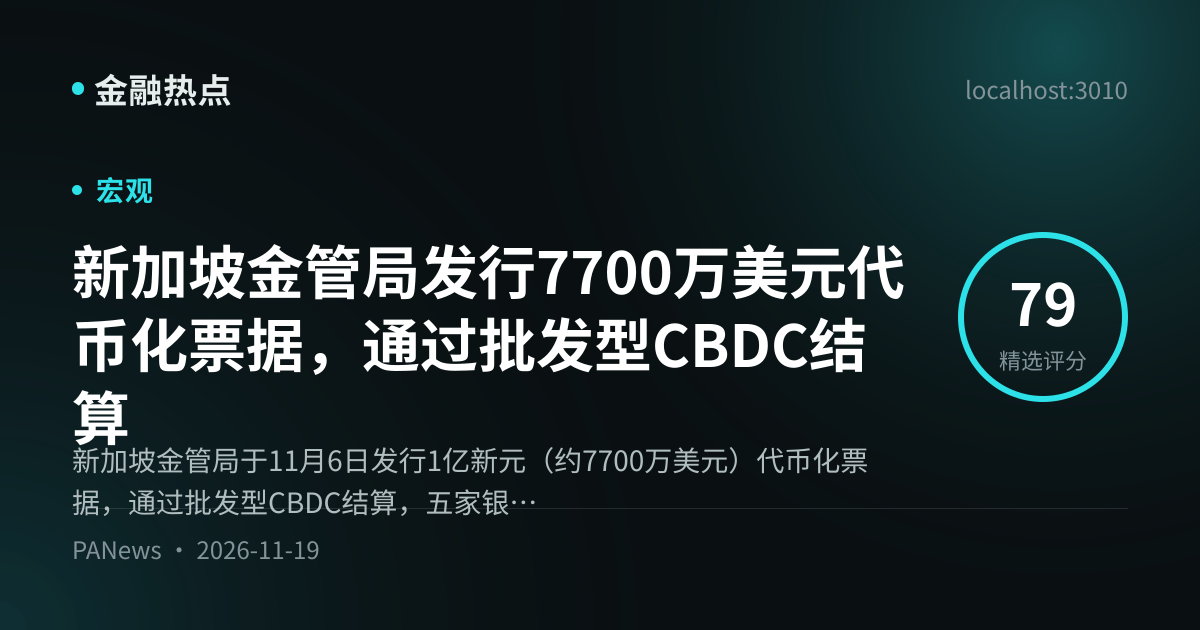 金融热点
localhost:3010
宏观
新加坡金管局发行7700万美元代
币化票据，通过批发型CBDC结
算
79
精选评分
新加坡金管局于11月6日发行1亿新元（约7700万美元）代币化票
据，通过批发型CBDC结算，五家银…
PANews · 2026-11-19